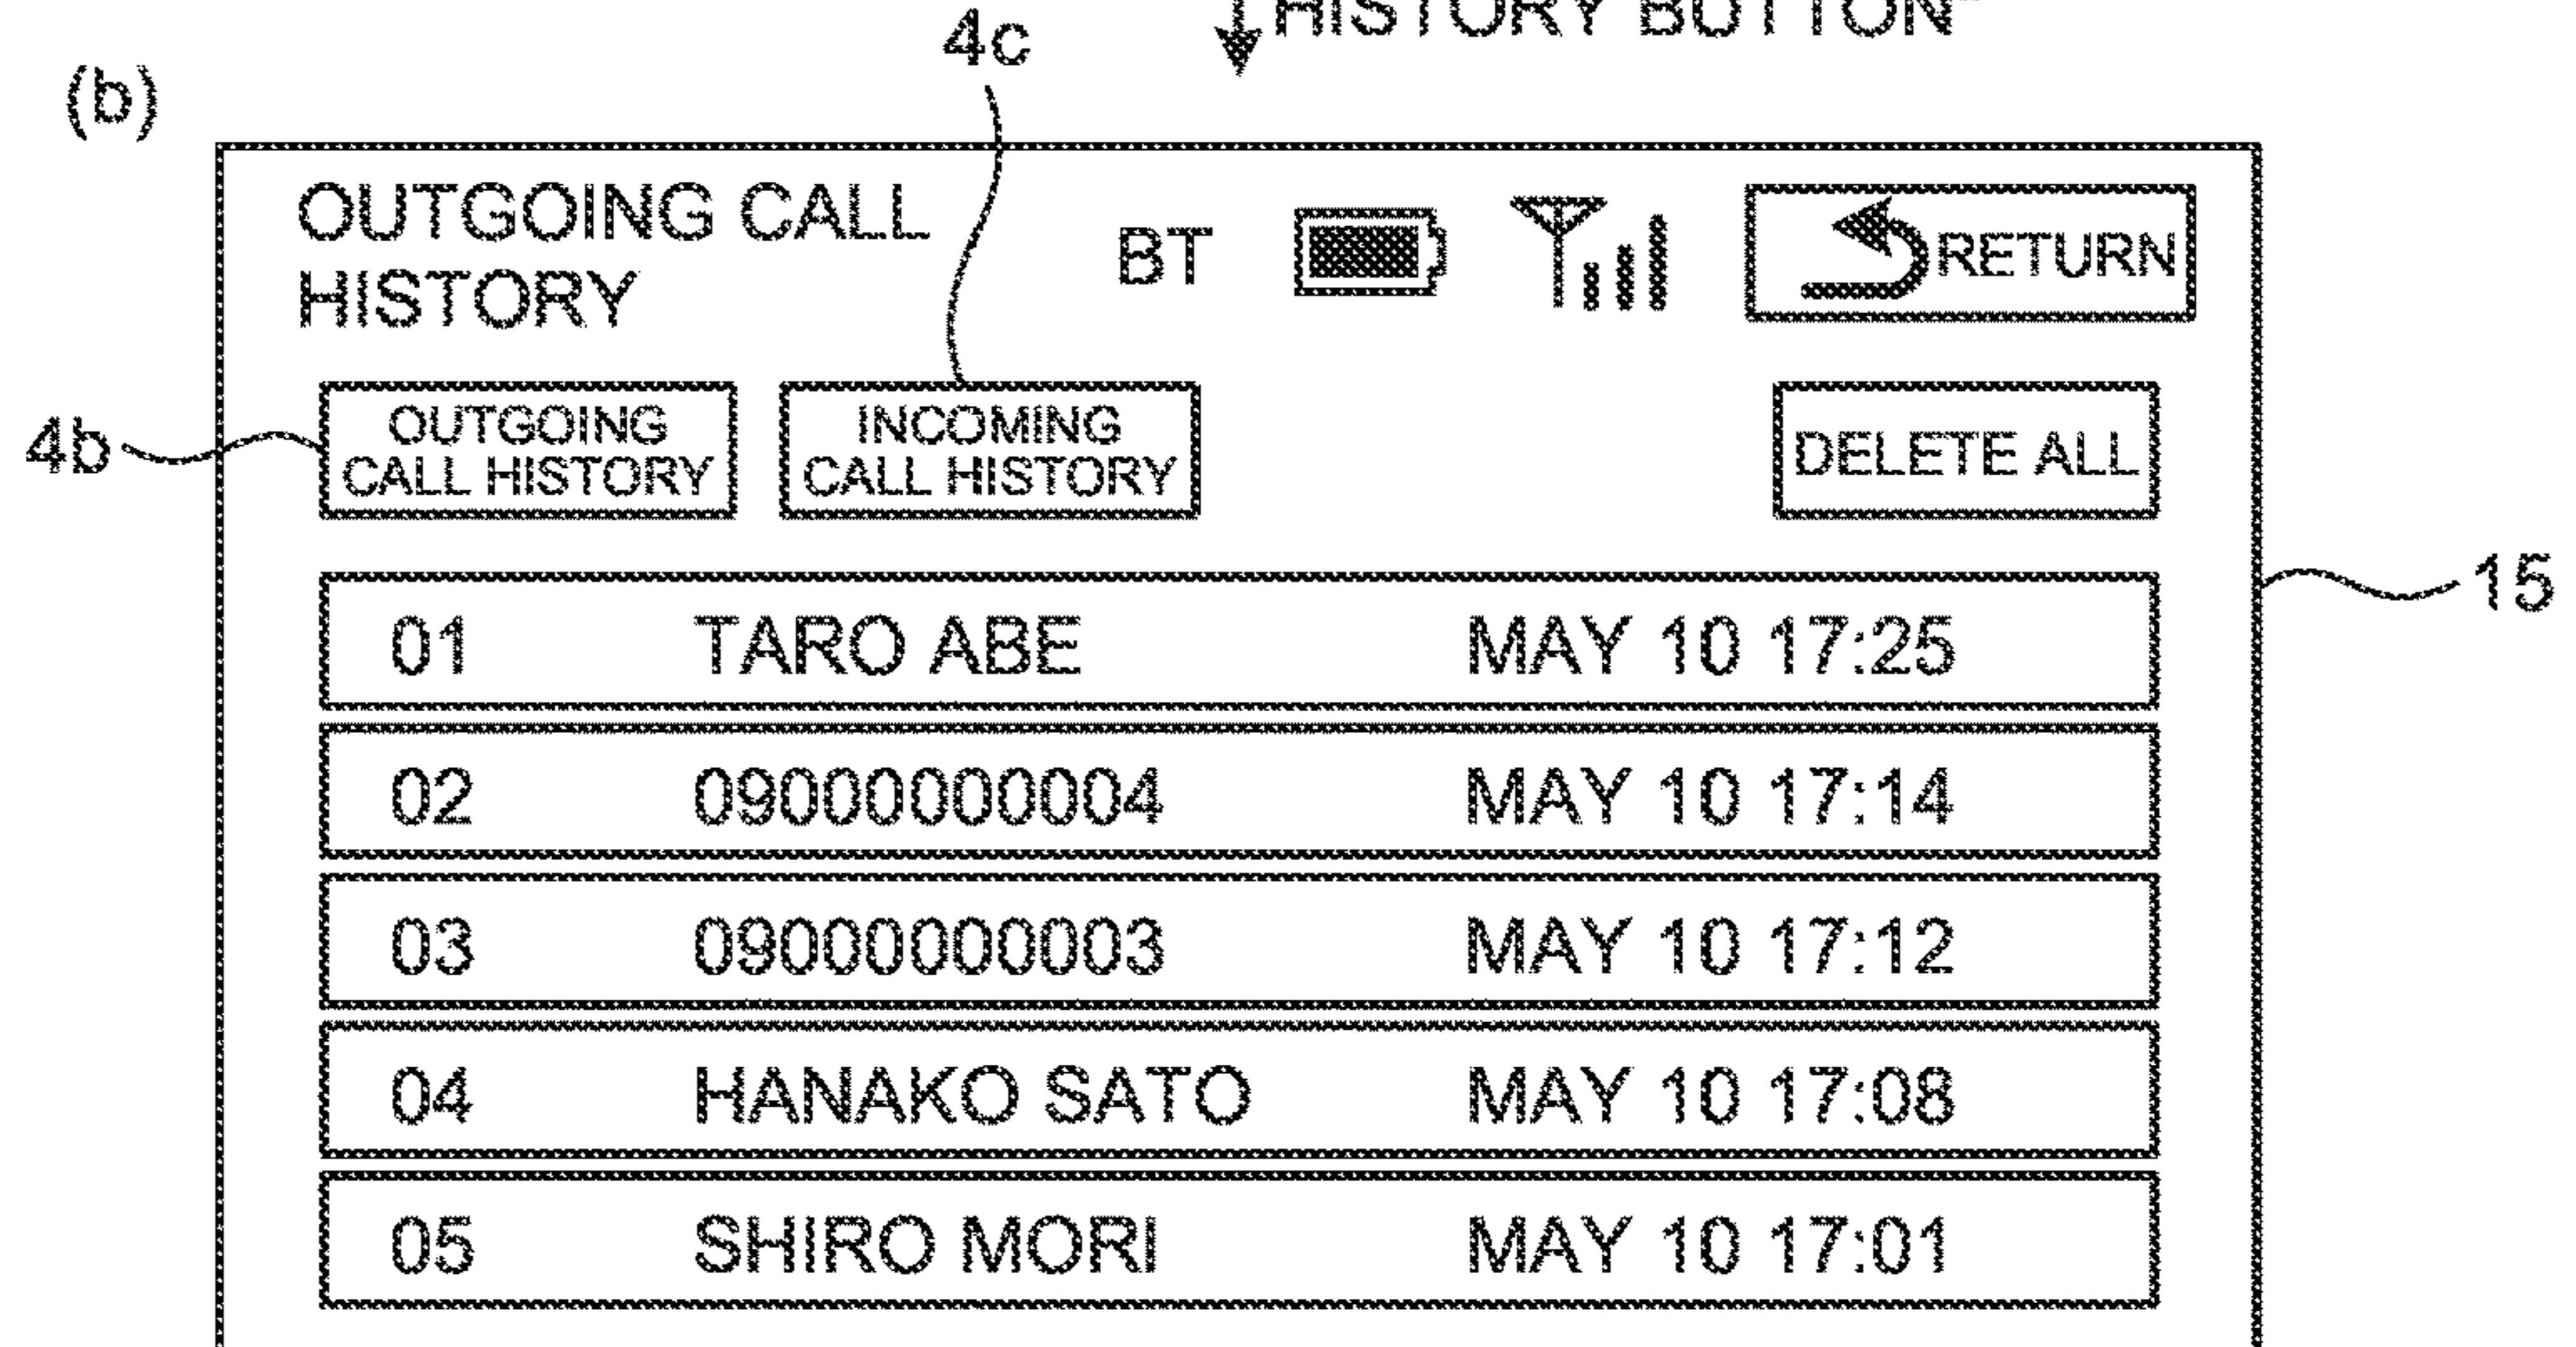 HISTORY BUTTON"
4c
(b)
OUTGOING CALL
HISTORY
BT
RETURN
4b
OUTGOING
CALL HISTORY
INCOMING
CALL HISTORY
DELETE ALL
15
01 TARO ABE MAY 10 17:25
02 09000000004 MAY 10 17:14
03 09000000003 MAY 10 17:12
04 HANAKO SATO MAY 10 17:08
05 SHIRO MORI MAY 10 17:01